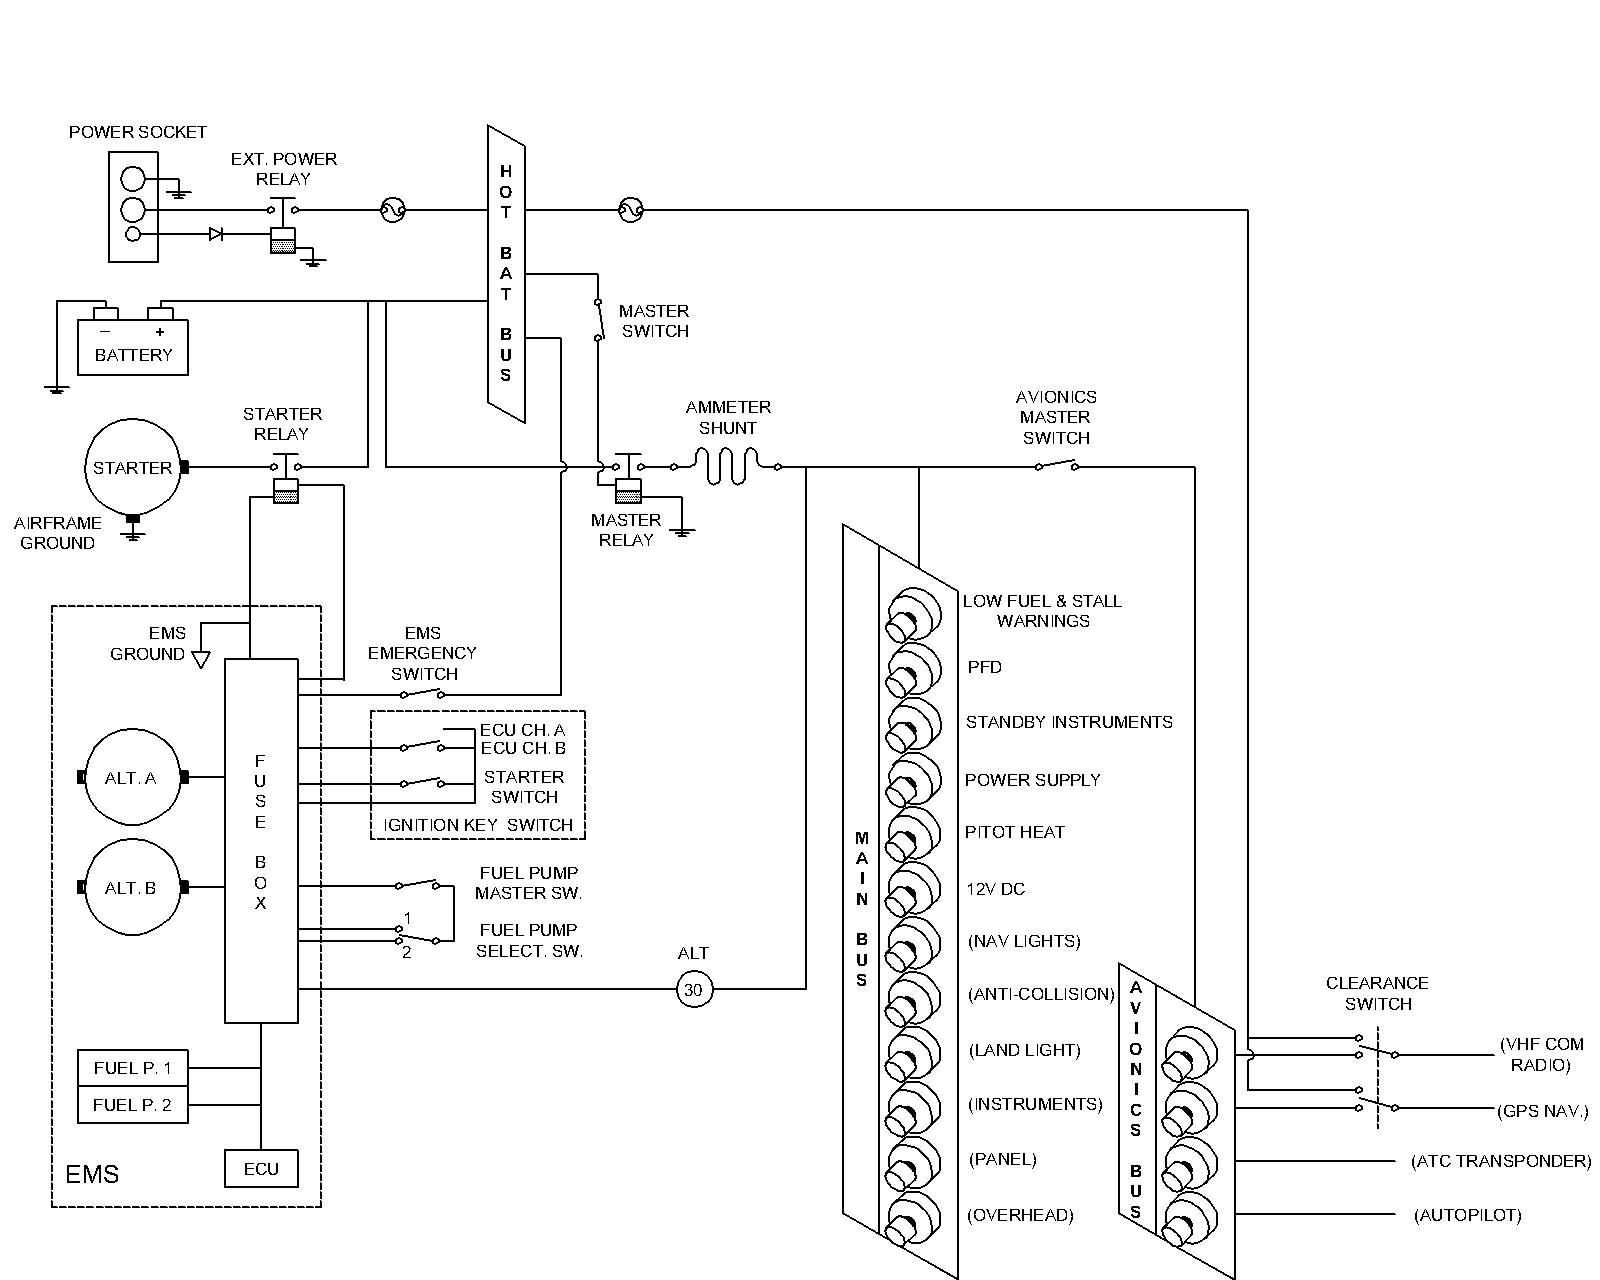 POWER SOCKET
EXT. POWER
RELAY
HOT BAT BUS
MASTER
SWITCH
– +
BATTERY
STARTER
RELAY
STARTER
AIRFRAME
GROUND
AMMETER
SHUNT
MASTER
RELAY
AVIONICS
MASTER
SWITCH
EMS
GROUND
EMS
EMERGENCY
SWITCH
ALT. A
ALT. B
FUSE BOX
ECU CH. A
ECU CH. B
STARTER
SWITCH
IGNITION KEY SWITCH
FUEL PUMP
MASTER SW.
1
2
FUEL PUMP
SELECT. SW.
ALT
30
FUEL P. 1
FUEL P. 2
ECU
EMS
MAIN BUS
LOW FUEL & STALL
WARNINGS
PFD
STANDBY INSTRUMENTS
POWER SUPPLY
PITOT HEAT
12V DC
(NAV LIGHTS)
(ANTI-COLLISION)
(LAND LIGHT)
(INSTRUMENTS)
(PANEL)
(OVERHEAD)
AVIONICS BUS
CLEARANCE
SWITCH
(VHF COM
RADIO)
(GPS NAV.)
(ATC TRANSPONDER)
(AUTOPILOT)